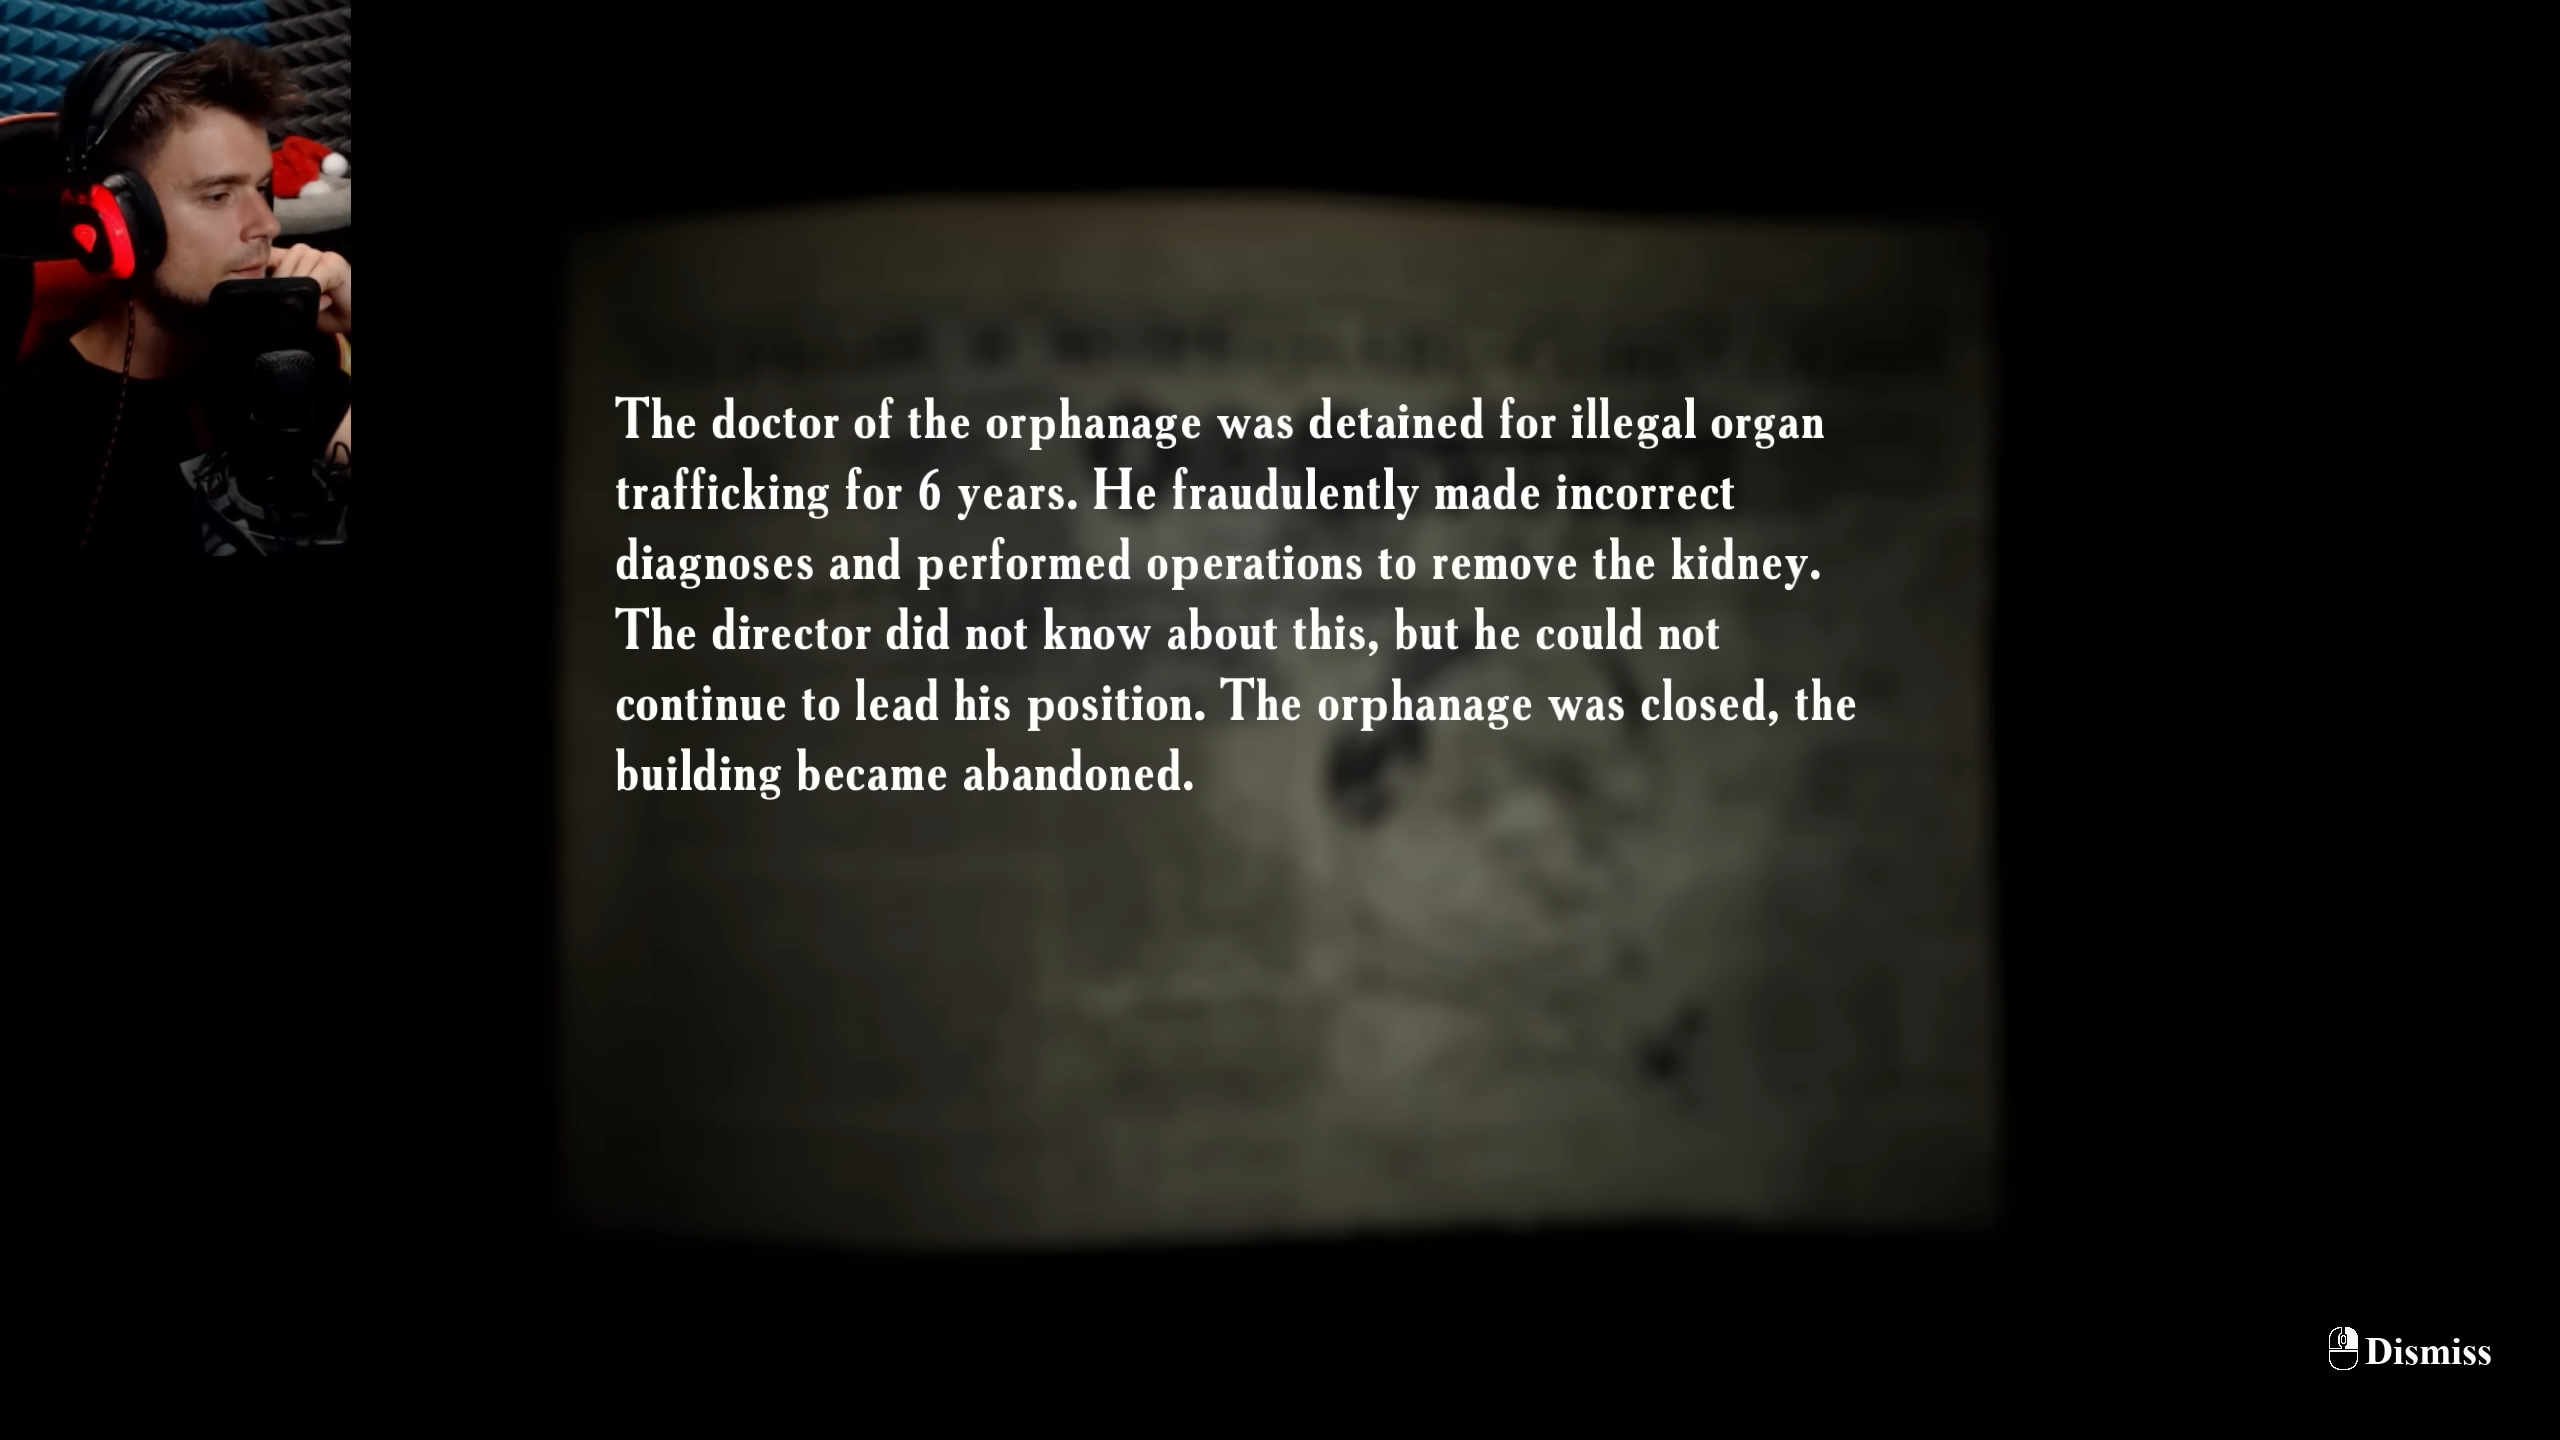 The doctor of the orphanage was detained for illegal organ
trafficking for 6 years. He fraudulently made incorrect
diagnoses and performed operations to remove the kidney.
The director did not know about this, but he could not
continue to lead his position. The orphanage was closed, the
building became abandoned.
Dismiss